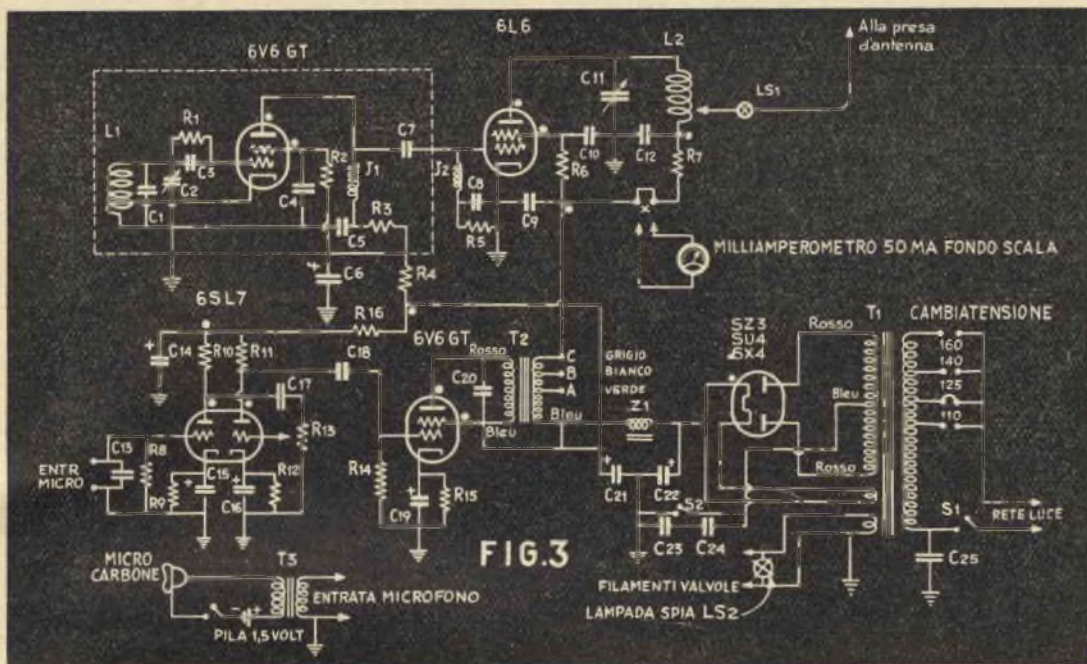 6V6 GT
6L6
L2
Alla presa
d'antenna
LS1
C11
L1
R1
C3
C2
C1
R2
C4
J1
C7
J2
C8
R5
C9
R6
C10
C12
R7
C5
R3
C6
R4
MILLIAMPEROMETRO 50 MA FONDO SCALA
6SL7
R16
C14
R10
R11
C18
C17
R13
C13
R8
ENTR.
MICRO
R9
C15
C16
R12
6V6 GT
Rosso
T2
C20
Bleu
C
B
A
GRIGIO
BIANCO
VERDE
Bleu
R14
C19
R15
Z1
C21
C22
S2
C23
C24
5Z3
5U4
5X4
Rosso
T1
Bleu
Rosso
CAMBIATENSIONE
160
140
125
110
S1
RETE LUCE
C25
FIG.3
MICRO
CARBONE
T3
ENTRATA MICROFONO
- +
PILA 1,5 VOLT
FILAMENTI VALVOLE
LAMPADA SPIA LS2